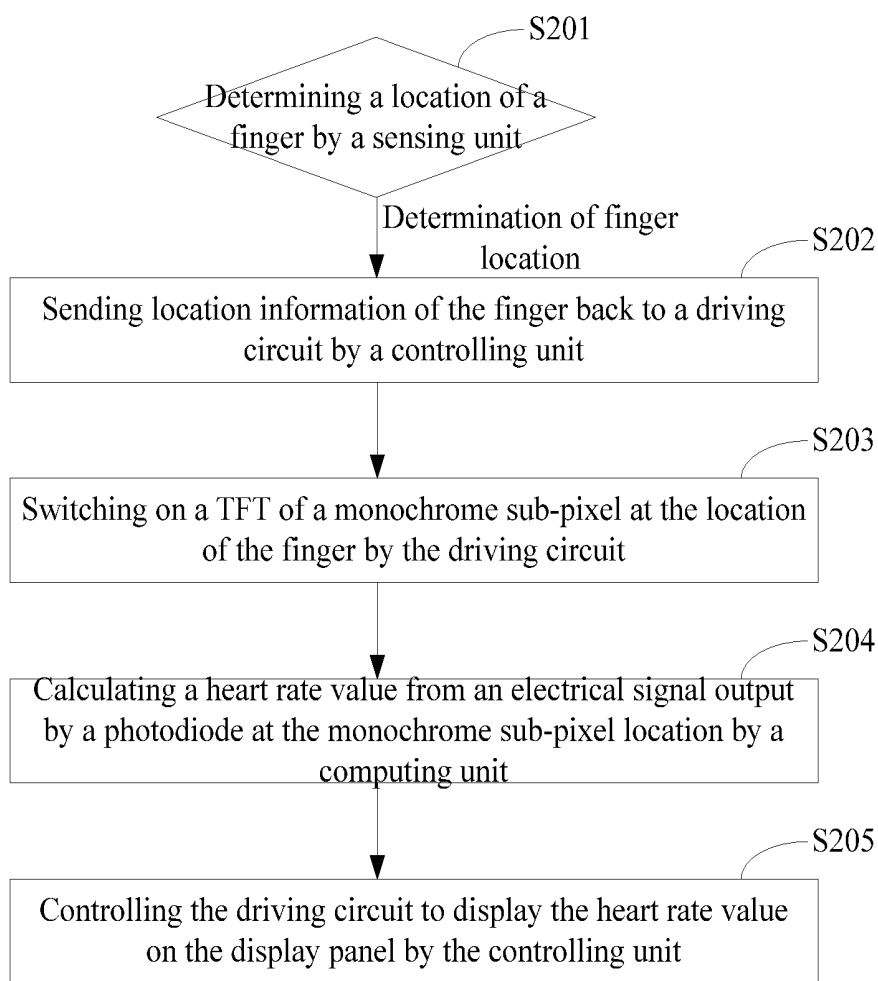 S201
Determining a location of a
finger by a sensing unit
Determination of finger
location
S202
Sending location information of the finger back to a driving
circuit by a controlling unit
S203
Switching on a TFT of a monochrome sub-pixel at the location
of the finger by the driving circuit
S204
Calculating a heart rate value from an electrical signal output
by a photodiode at the monochrome sub-pixel location by a
computing unit
S205
Controlling the driving circuit to display the heart rate value
on the display panel by the controlling unit